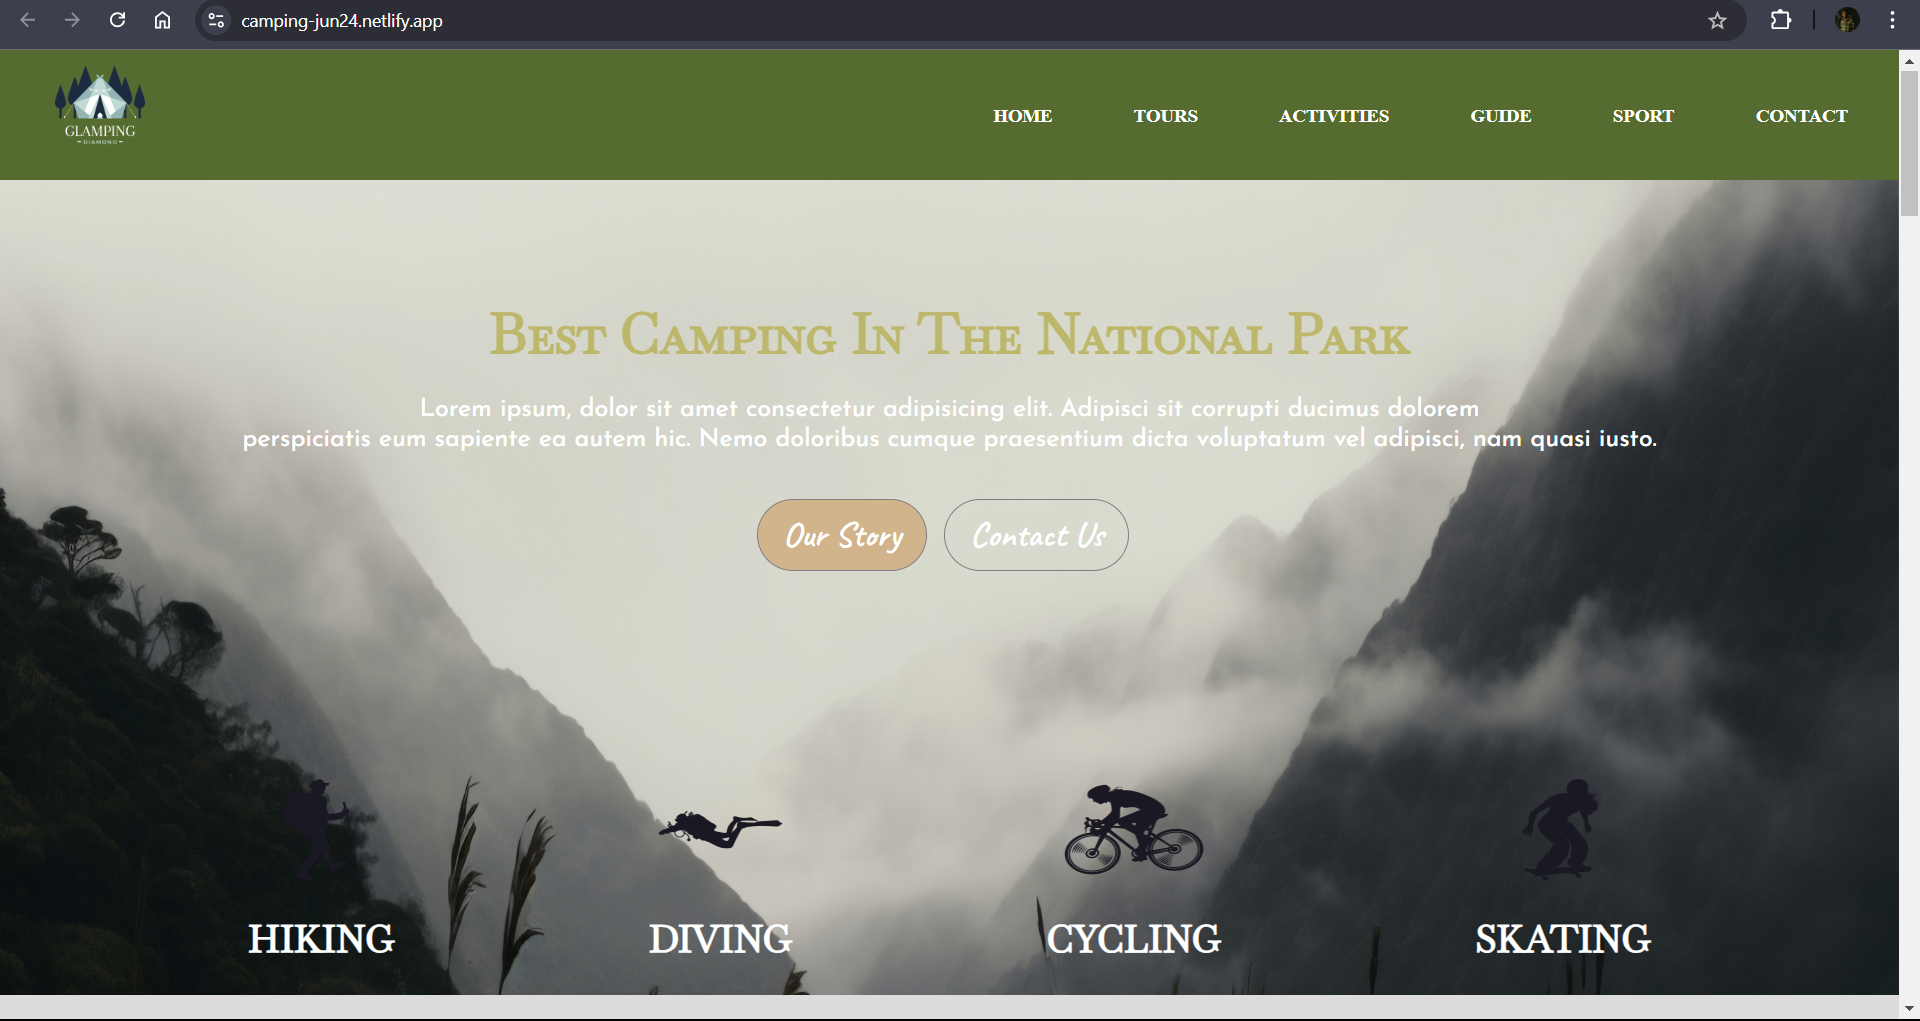 camping-jun24.netlify.app
GLAMPING
DIAMOND
HOME TOURS ACTIVITIES GUIDE SPORT CONTACT
Best Camping In The National Park
Lorem ipsum, dolor sit amet consectetur adipisicing elit. Adipisci sit corrupti ducimus dolorem
perspiciatis eum sapiente ea autem hic. Nemo doloribus cumque praesentium dicta voluptatum vel adipisci, nam quasi iusto.
Our Story Contact Us
HIKING DIVING CYCLING SKATING